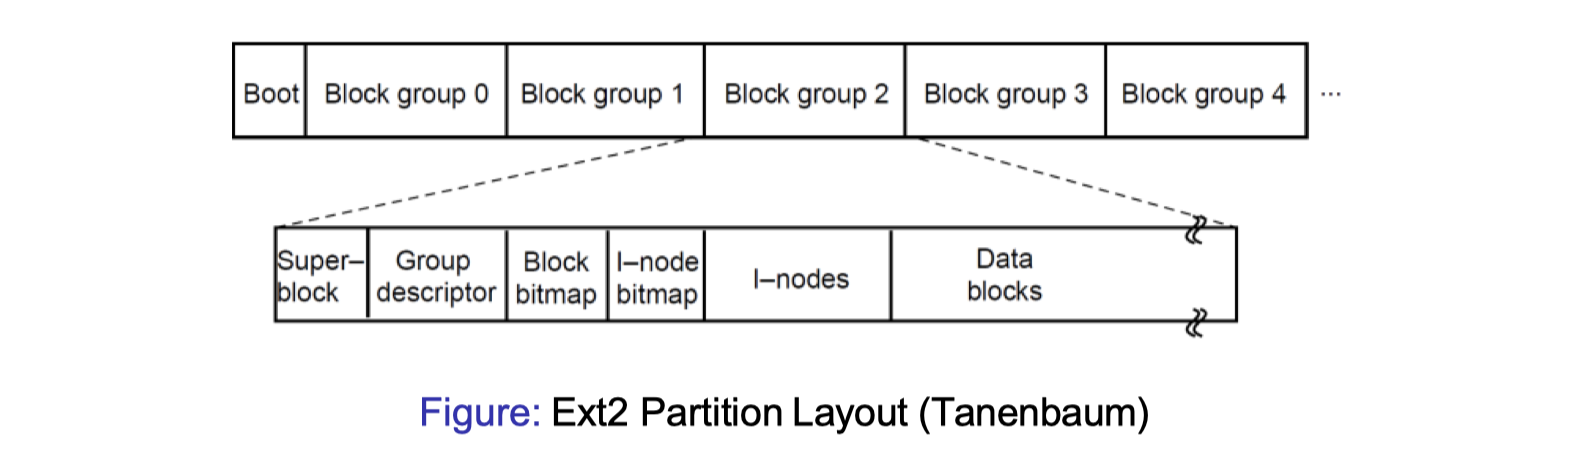 Boot Block group 0 Block group 1 Block group 2 Block group 3 Block group 4 ...
Super–
block
Group
descriptor
Block
bitmap
I–node
bitmap
I–nodes
Data
blocks
Figure: Ext2 Partition Layout (Tanenbaum)